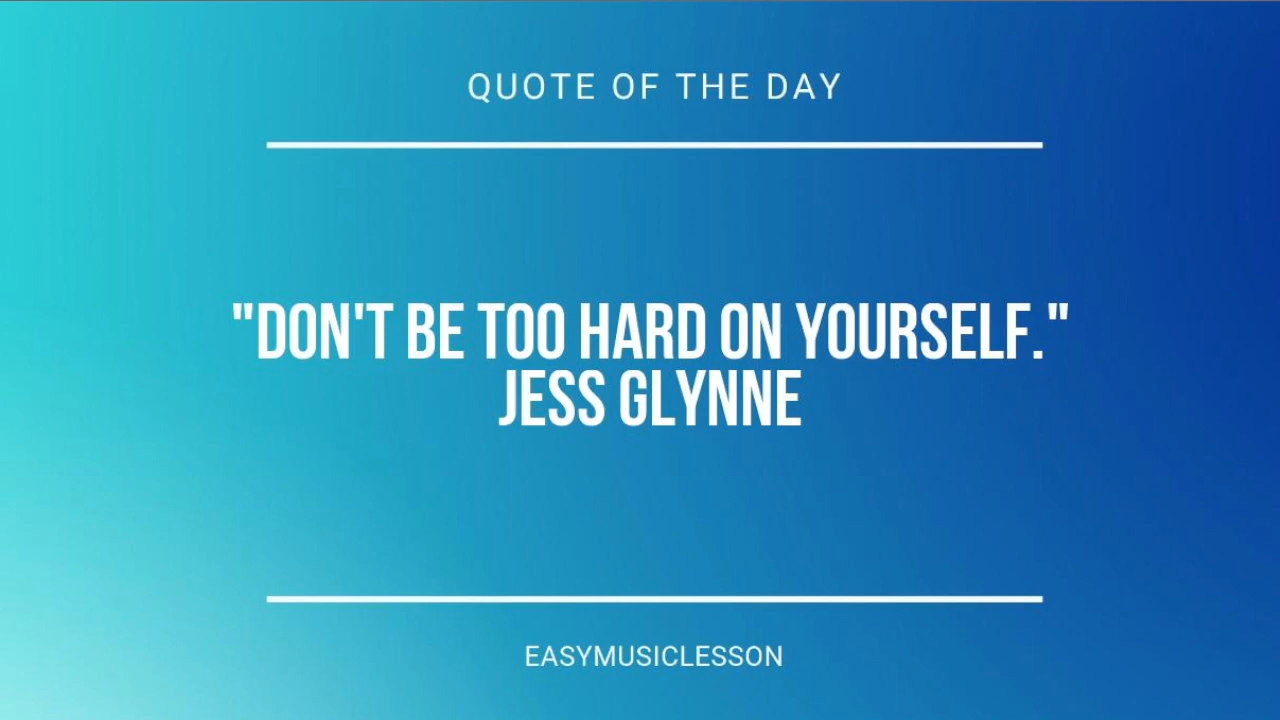 QUOTE OF THE DAY
"DON'T BE TOO HARD ON YOURSELF."
JESS GLYNNE
EASYMUSICLESSON